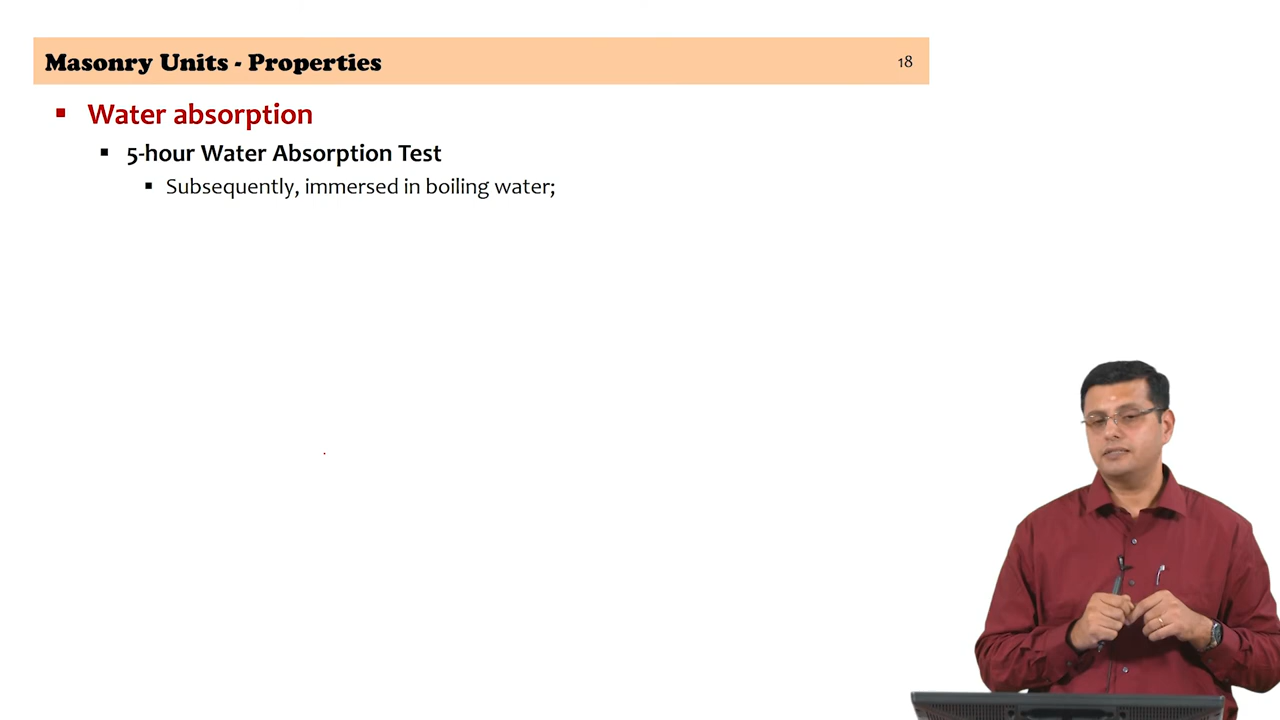 Masonry Units - Properties
18
Water absorption
5-hour Water Absorption Test
Subsequently, immersed in boiling water;